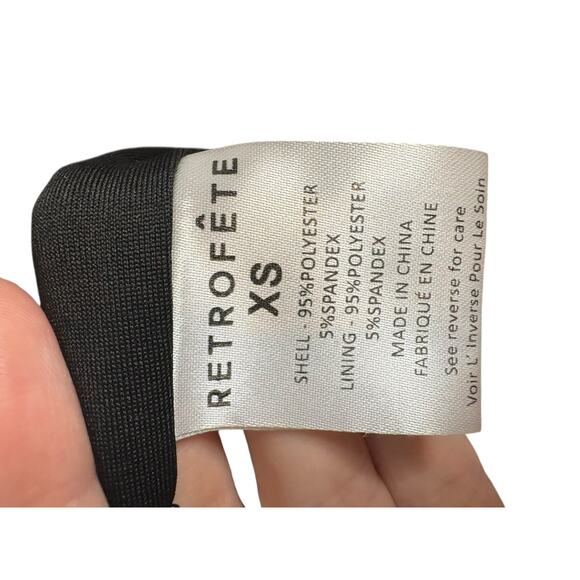 RETROFÊTE
XS
SHELL - 95%POLYESTER
5%SPANDEX
LINING - 95%POLYESTER
5%SPANDEX
MADE IN CHINA
FABRIQUÉ EN CHINE
See reverse for care
Voir L' Inverse Pour Le Soin